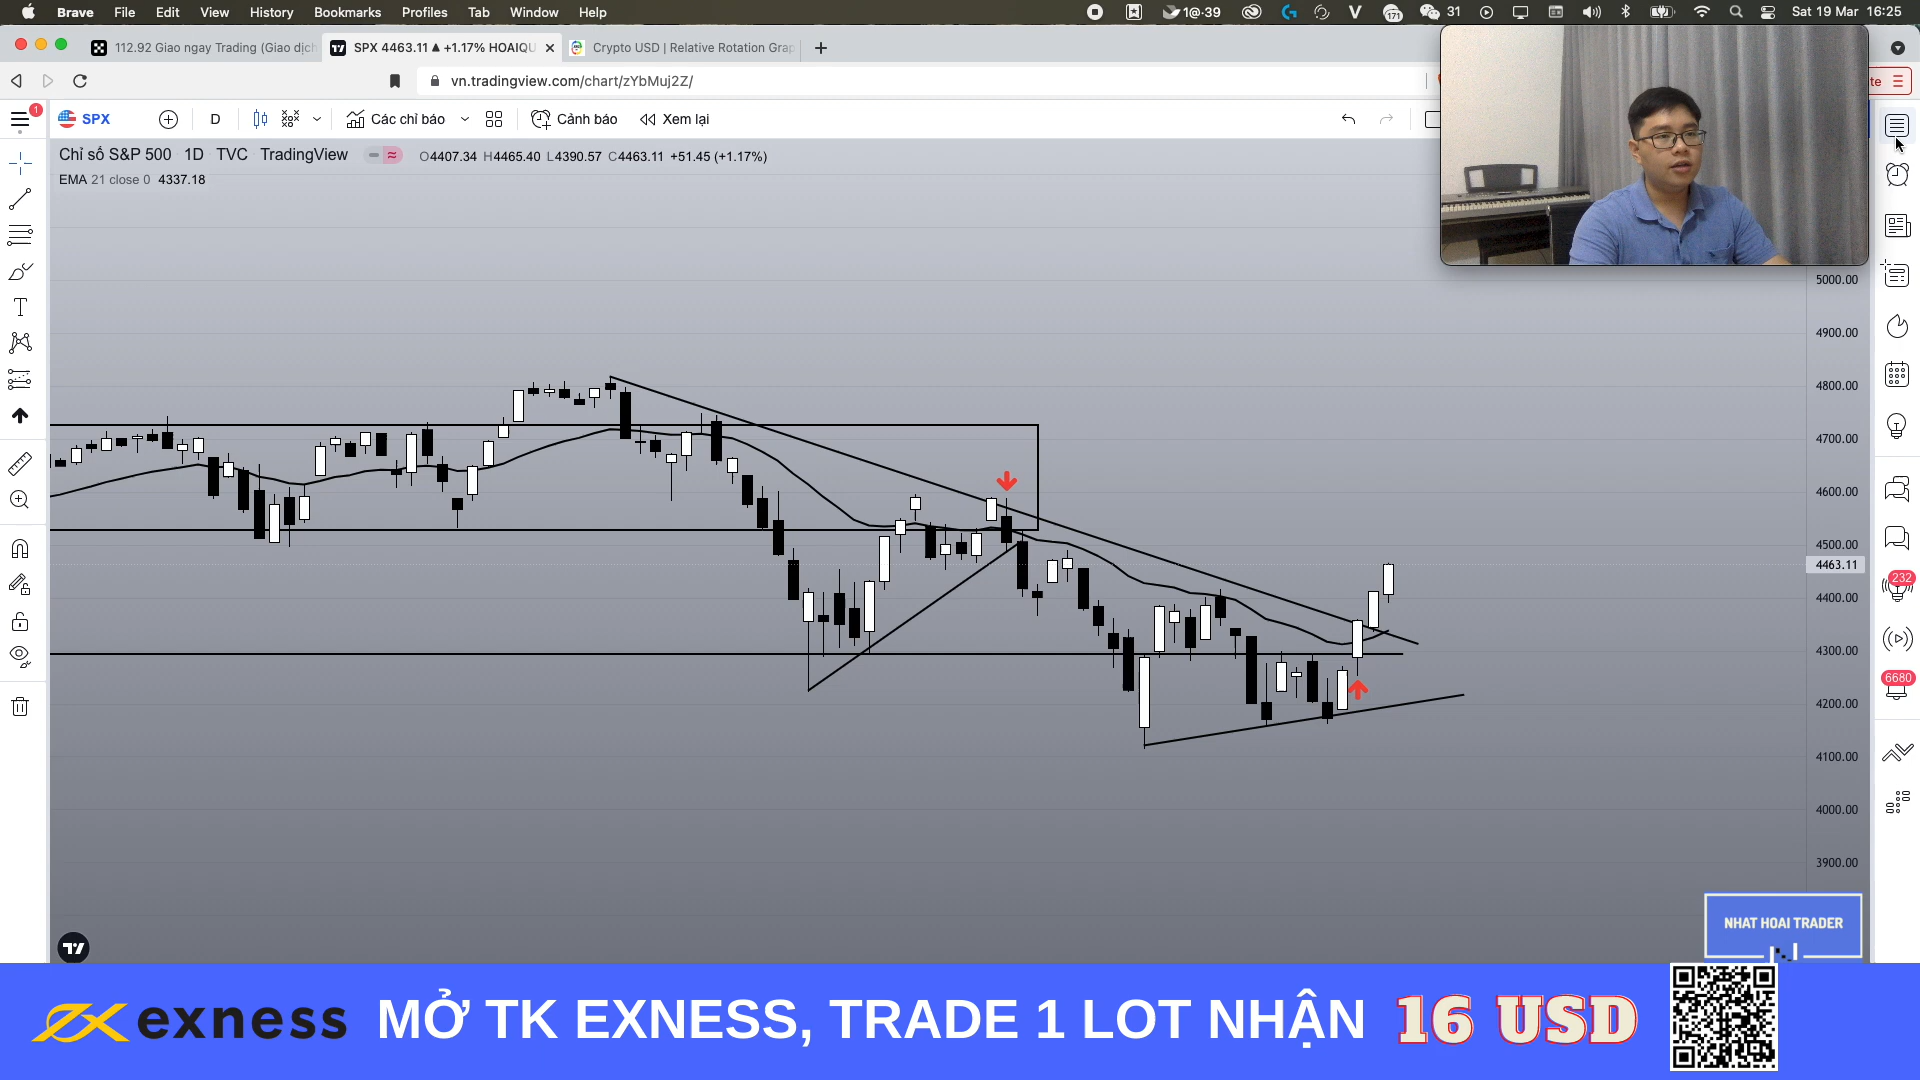 Brave File Edit View History Bookmarks Profiles Tab Window Help
1@-39 171 31 Sat 19 Mar 16:25
112.92 Giao ngay Trading (Giao dịch
SPX 4463.11 ▲ +1.17% HOAIQU
Crypto USD | Relative Rotation Grap
vn.tradingview.com/chart/zYbMuj2Z/
1
SPX D Các chỉ báo Cảnh báo Xem lại
Chỉ số S&P 500 1D TVC TradingView
O4407.34 H4465.40 L4390.57 C4463.11 +51.45 (+1.17%)
EMA 21 close 0 4337.18
5000.00
4900.00
4800.00
4700.00
4600.00
4500.00
4463.11
4400.00
4300.00
4200.00
4100.00
4000.00
3900.00
232
6680
NHAT HOAI TRADER
exness
MỞ TK EXNESS, TRADE 1 LOT NHẬN 16 USD